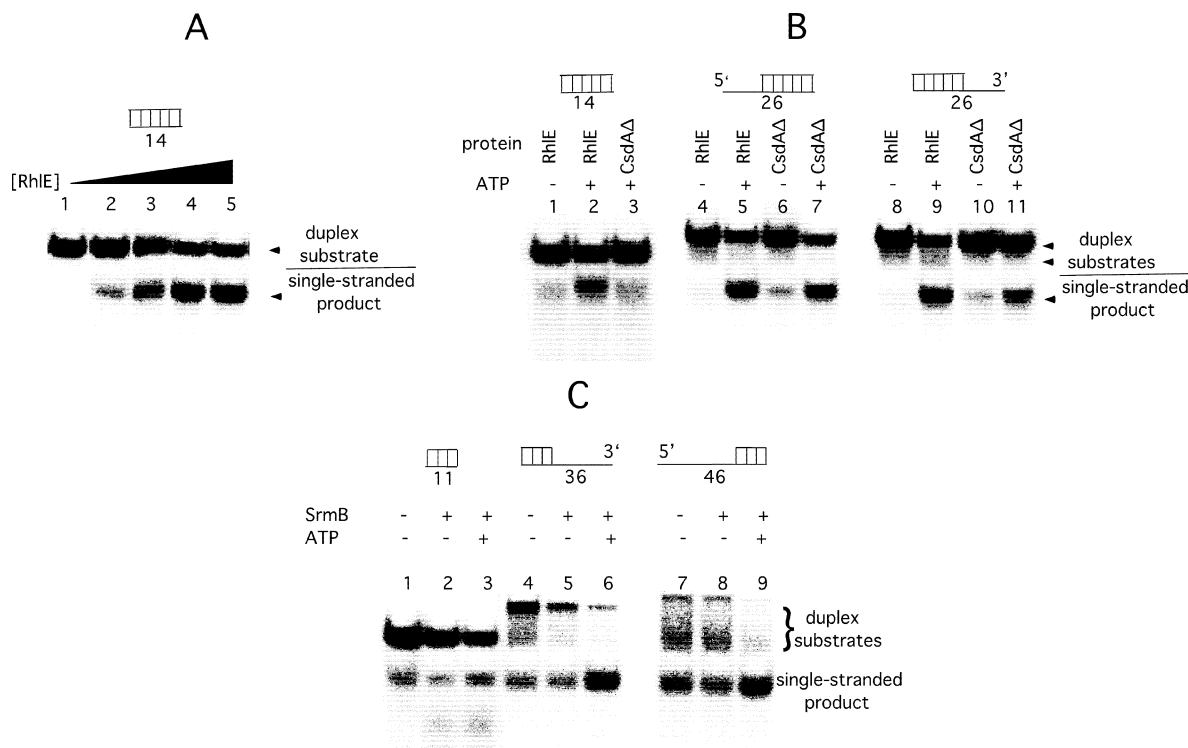 A
14
[RhlE]
1 2 3 4 5
duplex
substrate
single-stranded
product
B
14
5‘
26
26
3’
protein
RhlE RhlE CsdAΔ RhlE RhlE CsdAΔ CsdAΔ RhlE RhlE CsdAΔ CsdAΔ
ATP - + + - + - + - + - +
1 2 3 4 5 6 7 8 9 10 11
duplex
substrates
single-stranded
product
C
11
3‘
36
5’
46
SrmB - + + - + + - + +
ATP - - + - - + - - +
1 2 3 4 5 6 7 8 9
duplex
substrates
single-stranded
product